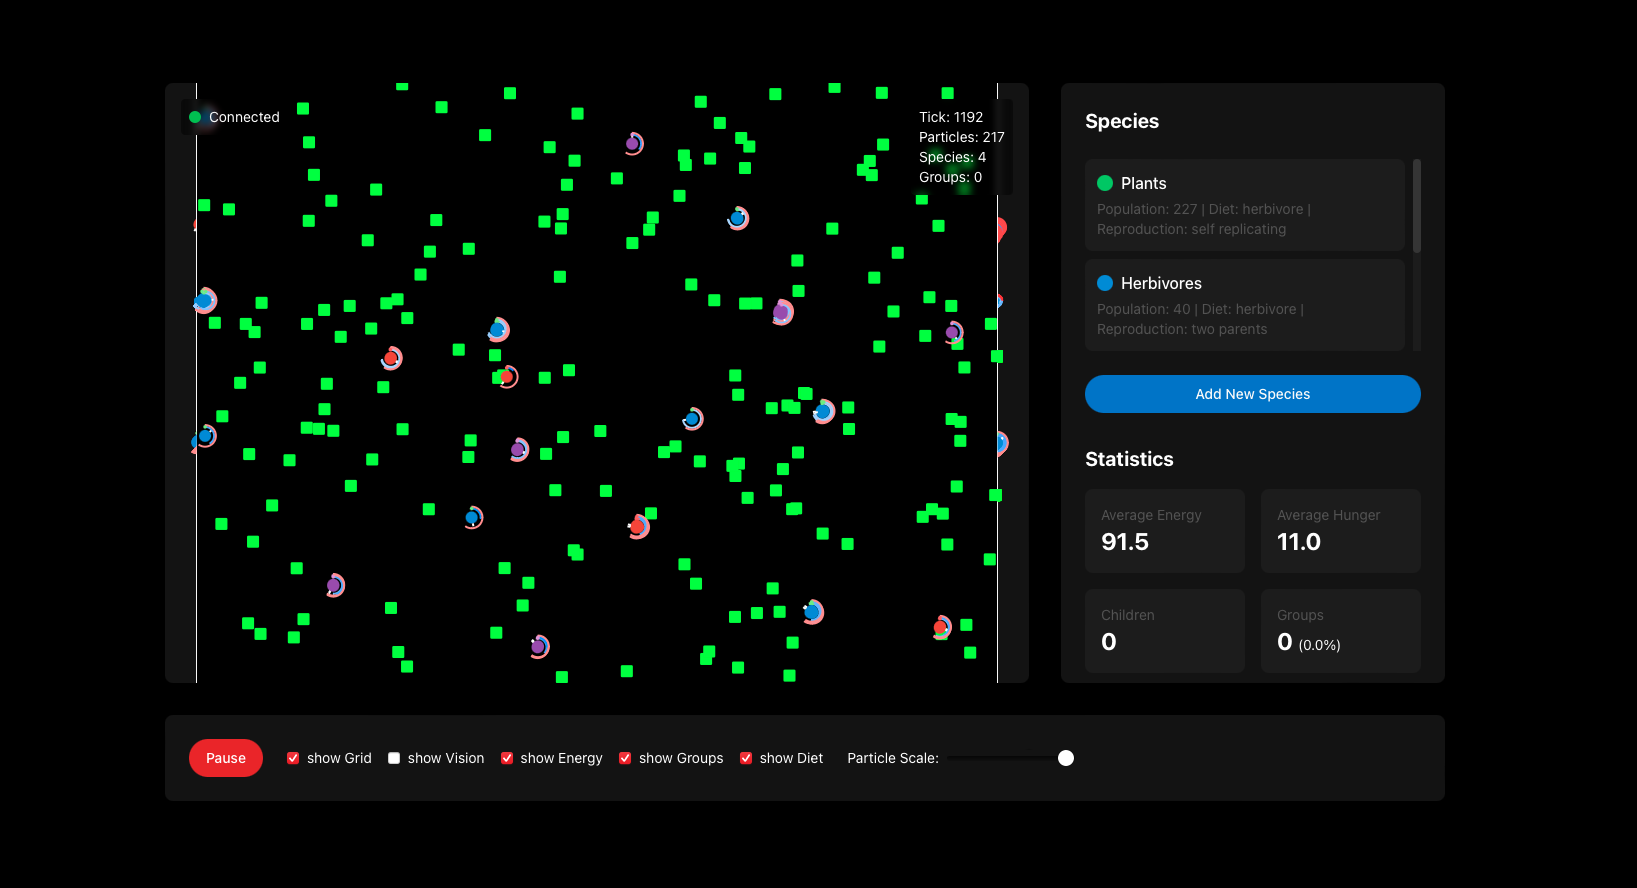 Connected
Tick: 1192
Particles: 217
Species: 4
Groups: 0
Species
Plants
Population: 227 | Diet: herbivore |
Reproduction: self replicating
Herbivores
Population: 40 | Diet: herbivore |
Reproduction: two parents
Add New Species
Statistics
Average Energy
91.5
Average Hunger
11.0
Children
0
Groups
0 (0.0%)
Pause
show Grid
show Vision
show Energy
show Groups
show Diet
Particle Scale: